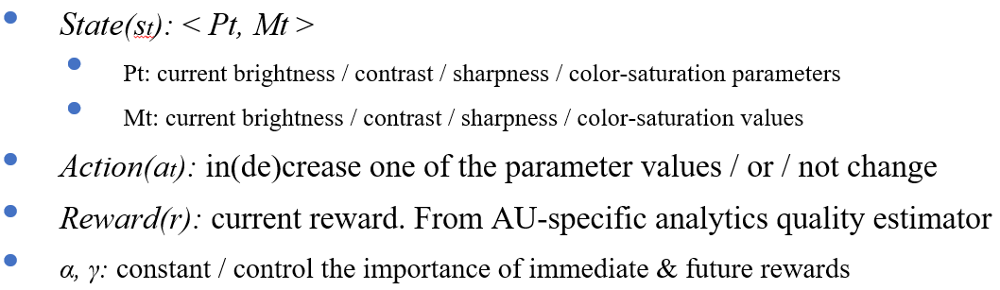 State(st): < Pt, Mt >
Pt: current brightness / contrast / sharpness / color-saturation parameters
Mt: current brightness / contrast / sharpness / color-saturation values
Action(at): in(de)crease one of the parameter values / or / not change
Reward(r): current reward. From AU-specific analytics quality estimator
α, γ: constant / control the importance of immediate & future rewards